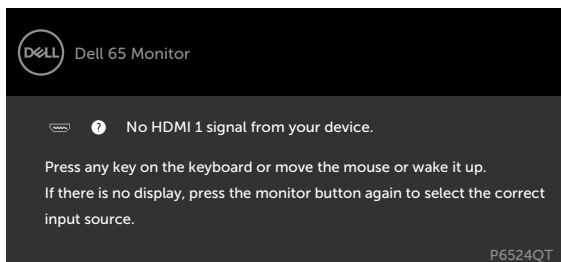 DELL Dell 65 Monitor
? No HDMI 1 signal from your device.
Press any key on the keyboard or move the mouse or wake it up.
If there is no display, press the monitor button again to select the correct
input source.
P6524QT